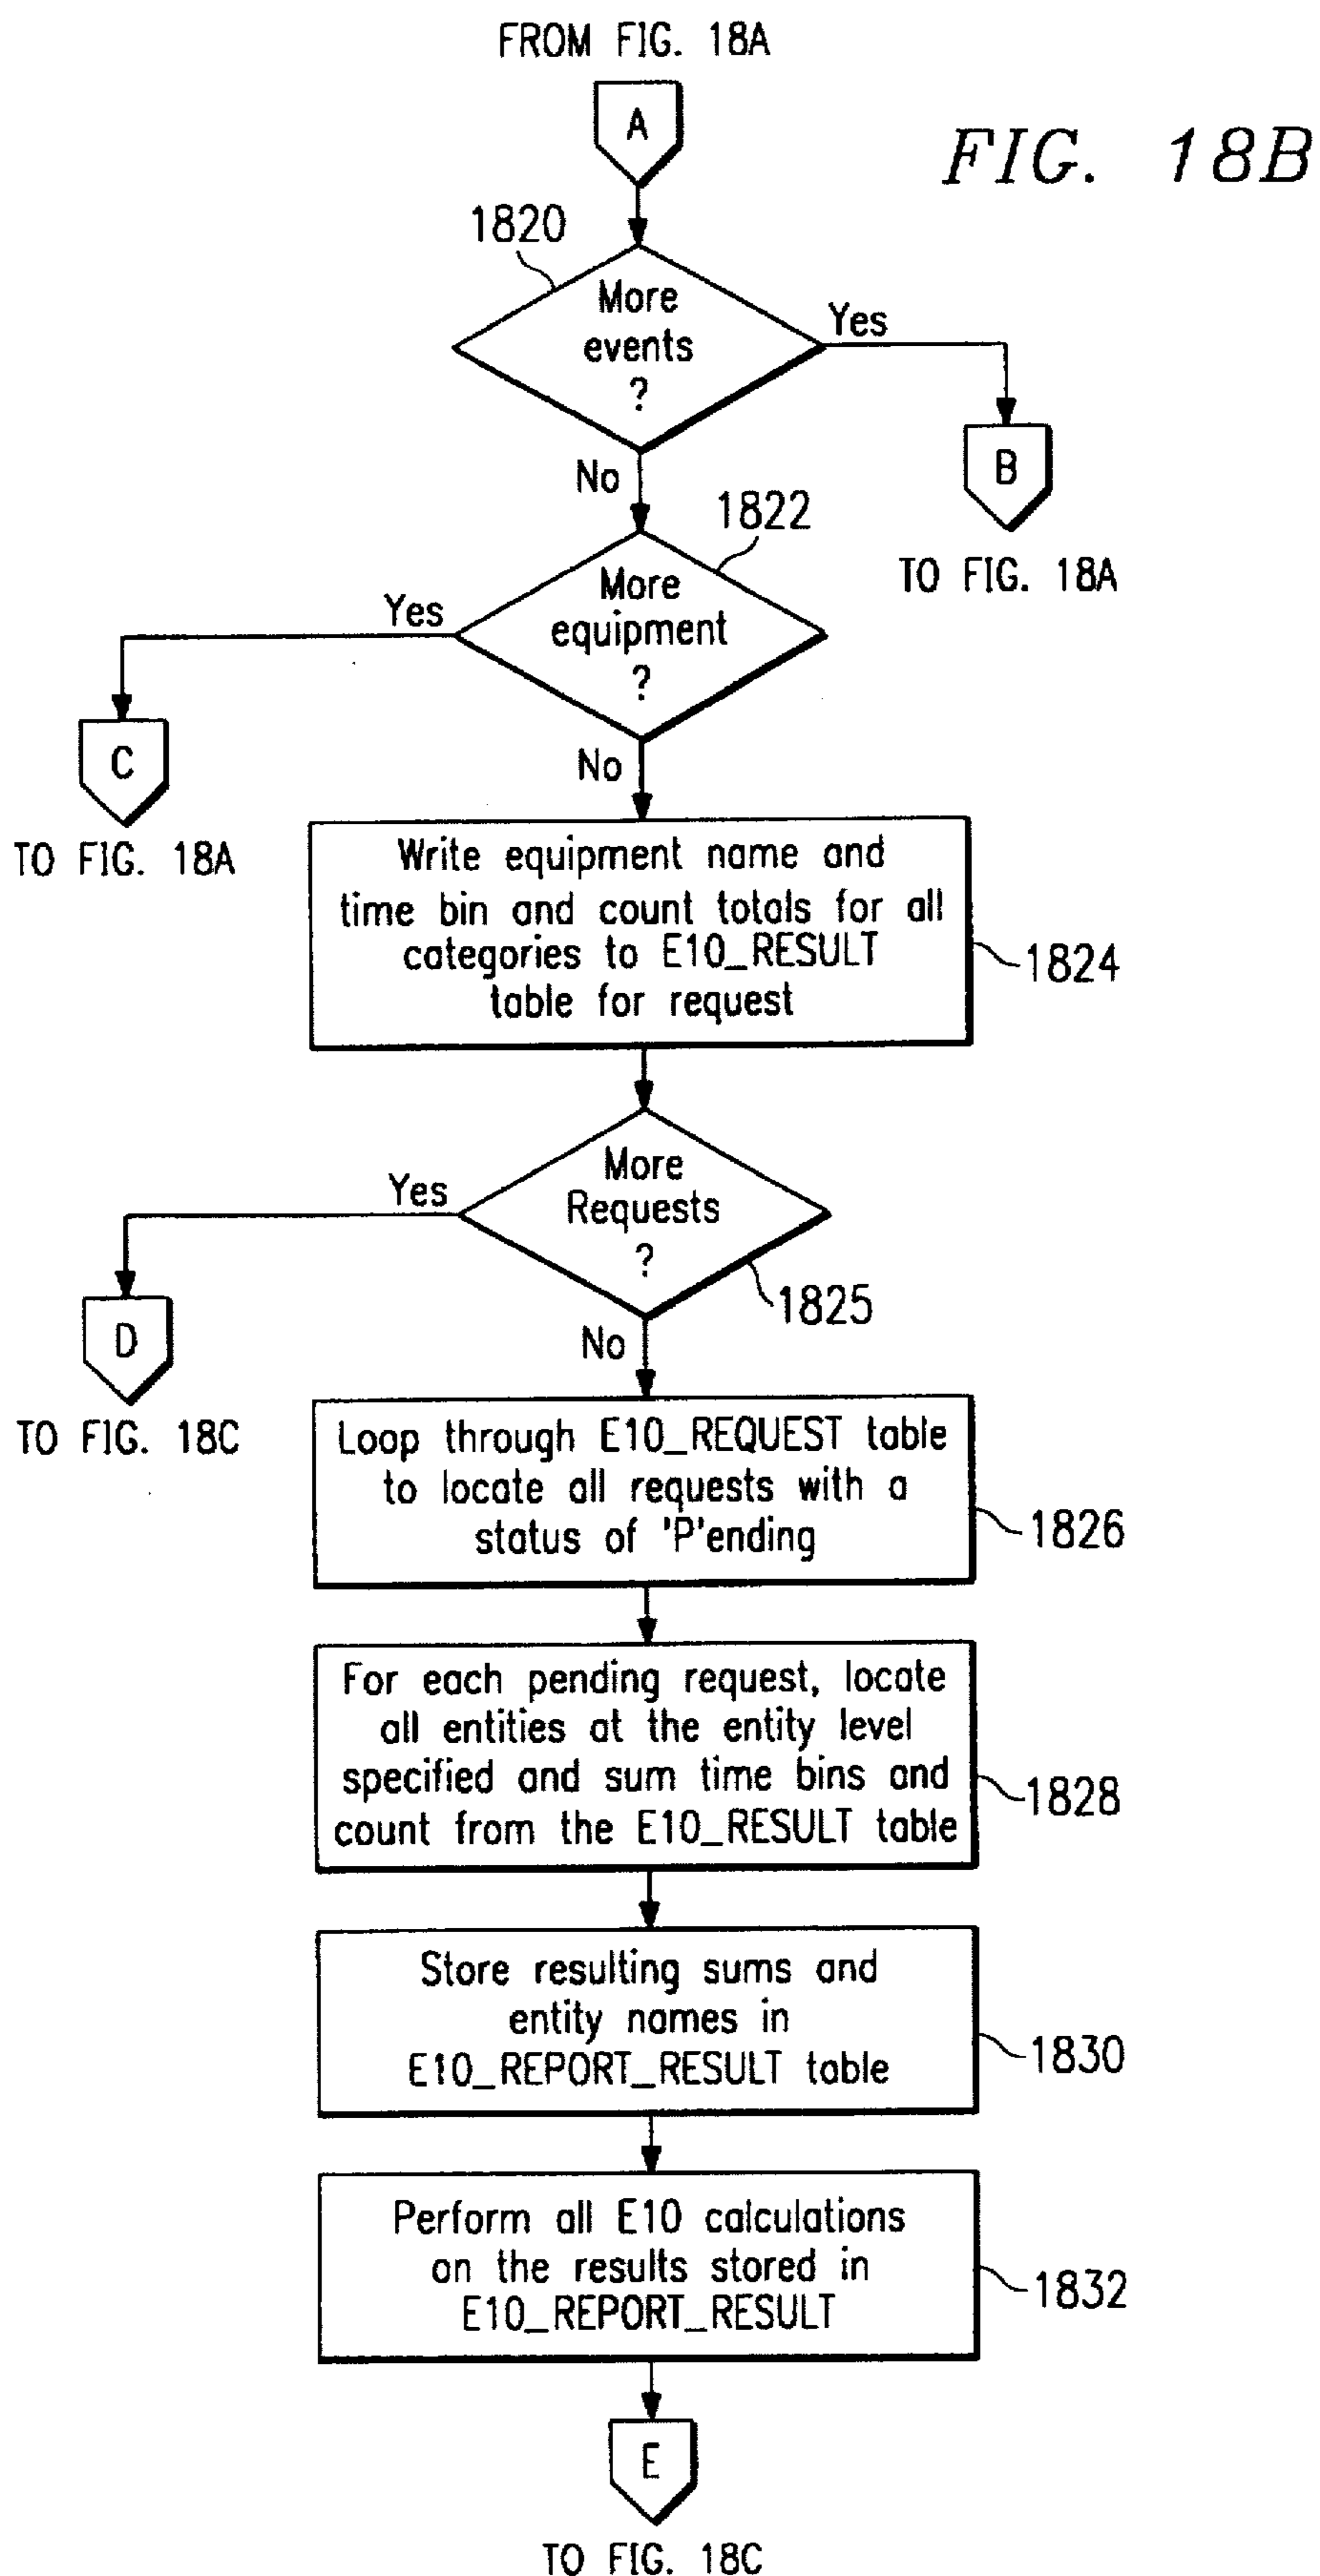 FROM FIG. 18A
A
FIG. 18B
1820
More
events
?
Yes
No
B
TO FIG. 18A
1822
More
equipment
?
Yes
No
C
TO FIG. 18A
Write equipment name and
time bin and count totals for all
categories to E10_RESULT
table for request
1824
More
Requests
?
Yes
1825
No
D
TO FIG. 18C
Loop through E10_REQUEST table
to locate all requests with a
status of 'P'ending
1826
For each pending request, locate
all entities at the entity level
specified and sum time bins and
count from the E10_RESULT table
1828
Store resulting sums and
entity names in
E10_REPORT_RESULT table
1830
Perform all E10 calculations
on the results stored in
E10_REPORT_RESULT
1832
E
TO FIG. 18C